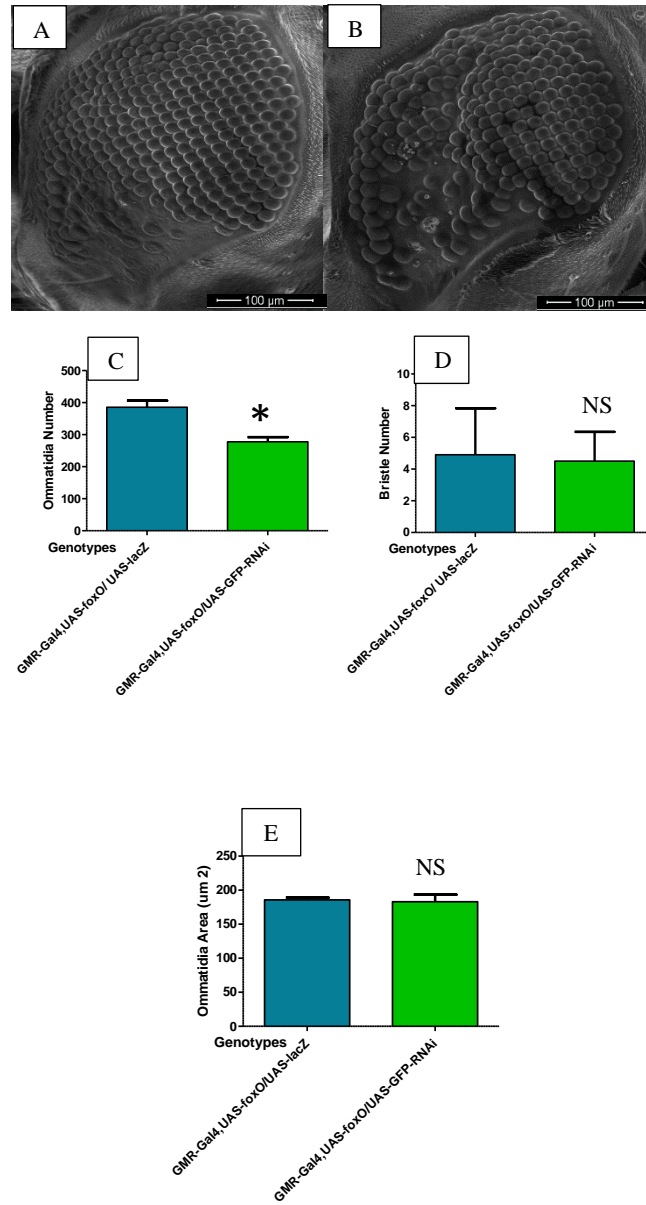 A
B
100 µm
100 µm
C
500
400
300
200
100
0
Ommatidia Number
*
Genotypes
GMR-Gal4,UAS-foxO/ UAS-lacZ
GMR-Gal4,UAS-foxO/UAS-GFP-RNAi
D
10
8
6
4
2
0
Bristle Number
NS
Genotypes
GMR-Gal4,UAS-foxO/ UAS-lacZ
GMR-Gal4,UAS-foxO/UAS-GFP-RNAi
E
250
200
150
100
50
0
Ommatidia Area (um 2)
NS
Genotypes
GMR-Gal4,UAS-foxO/UAS-lacZ
GMR-Gal4,UAS-foxO/UAS-GFP-RNAi